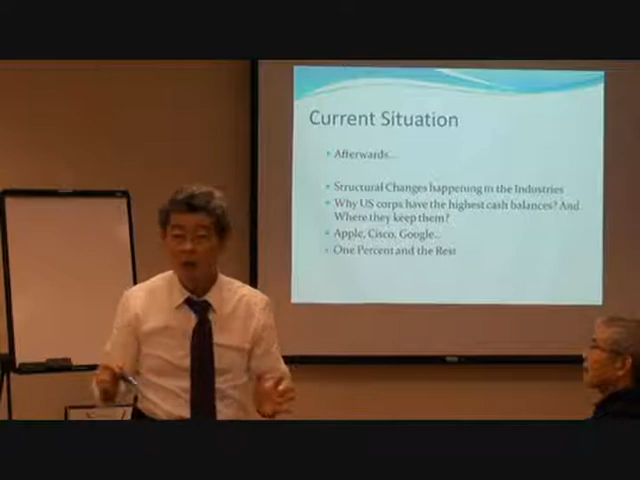 Current Situation
Afterwards...
Structural Changes happening in the Industries
Why US corps have the highest cash balances? And
Where they keep them?
Apple, Cisco, Google...
One Percent and the Rest